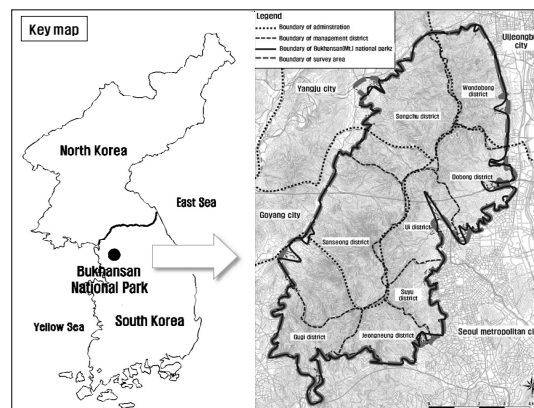 Key map
North Korea
East Sea
Bukhansan
National Park
South Korea
Yellow Sea
Legend
Boundary of adminstration
Boundary of management district
Boundary of Bukhansan(Mt.) national parkz
Boundary of survey area
Uijeongbu
city
Yangju city
Wondobong
district
Songchu district
Dobong district
Goyang city
Sanseong district
Ui district
Suyu
district
Gugi district
Jeongneung district
Seoul metropolitan ci